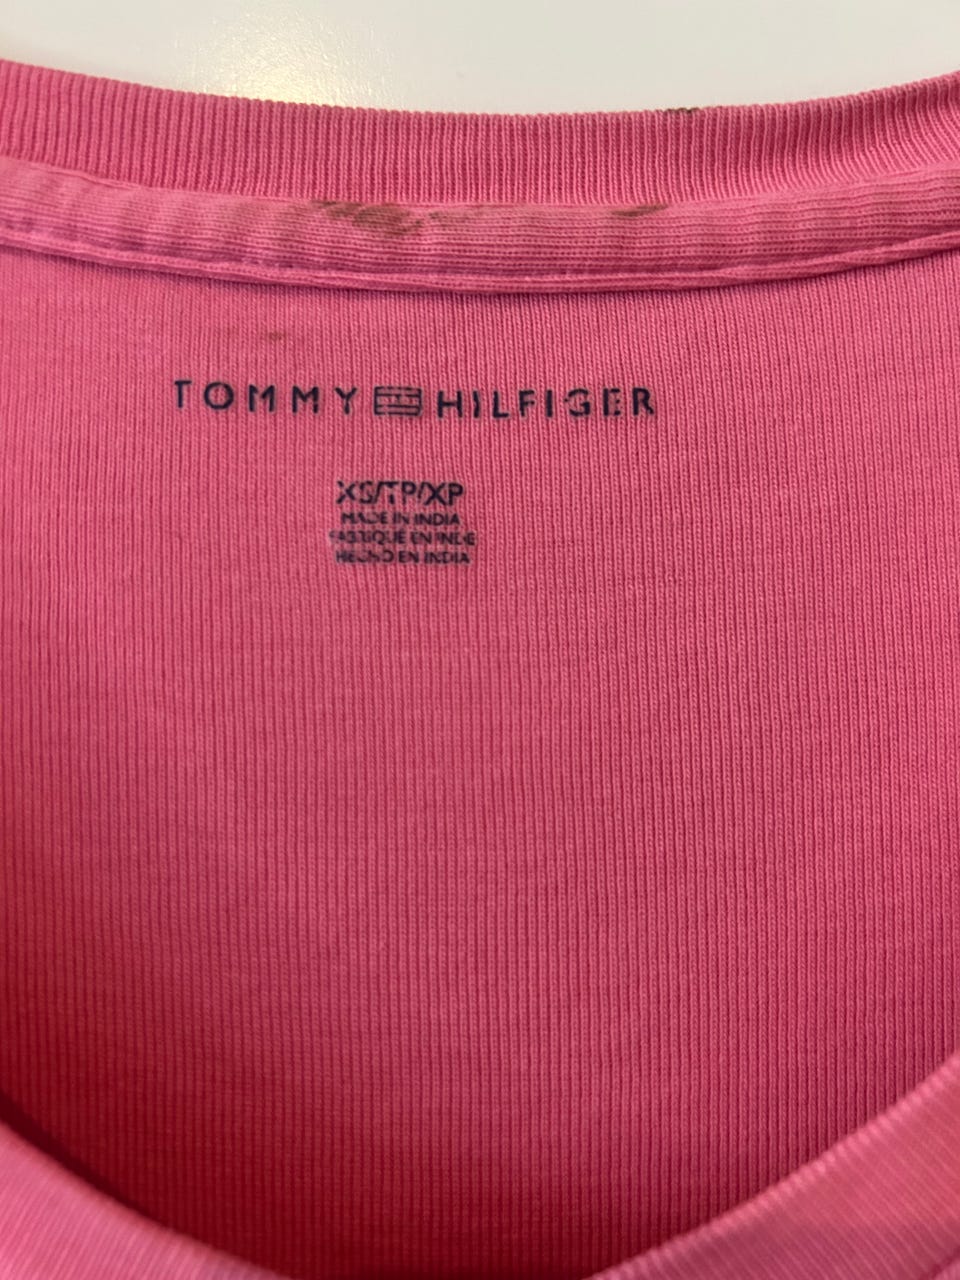 TOMMY HILFIGER
XS/TP/XP
MADE IN INDIA
FABRIQUÉ EN INDE
HECHO EN INDIA